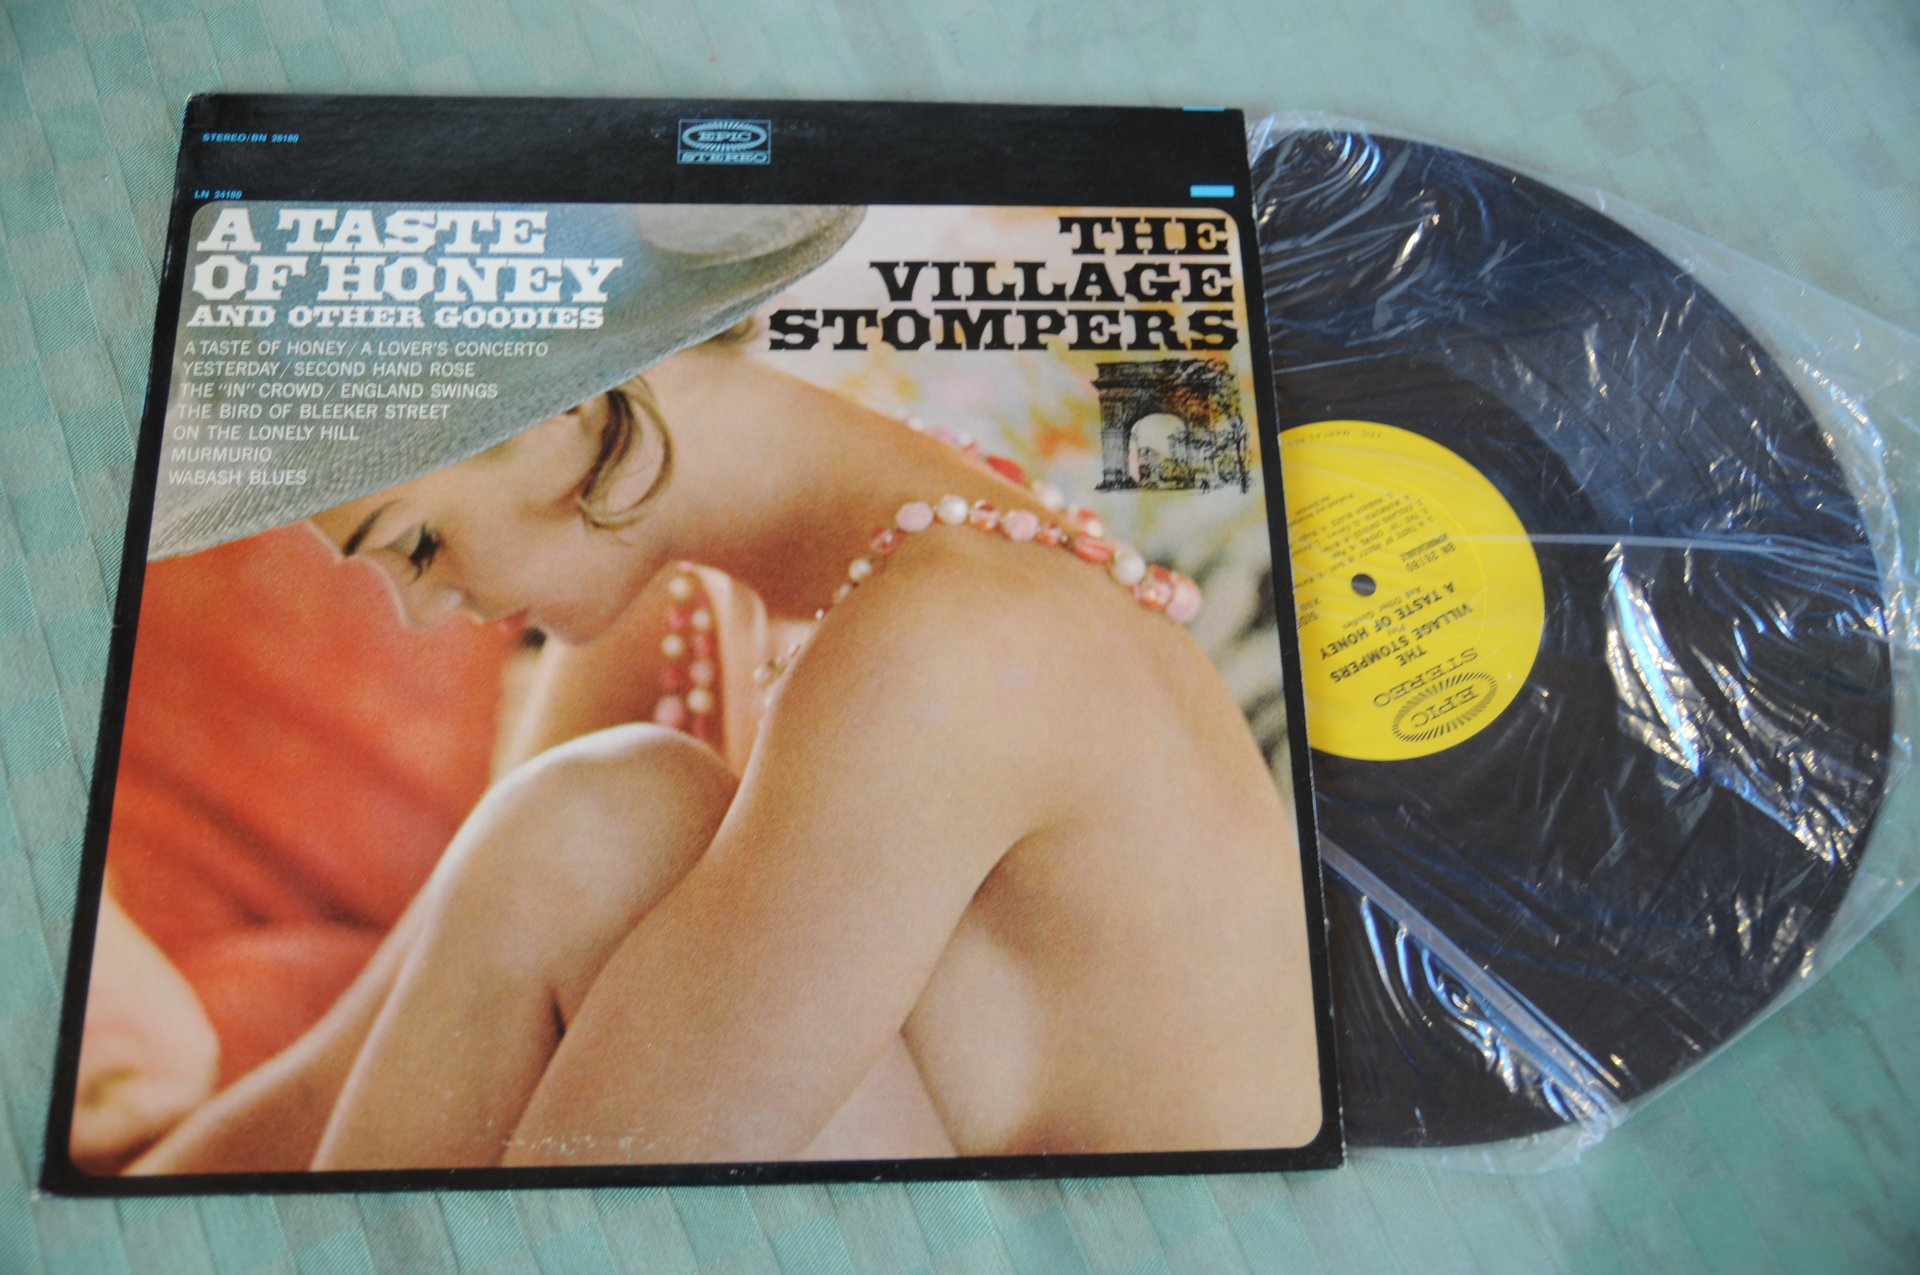 STEREO/BN 26180
EPIC
STEREO
LN 24180
A TASTE
OF HONEY
AND OTHER GOODIES
A TASTE OF HONEY/A LOVER'S CONCERTO
YESTERDAY/SECOND HAND ROSE
THE "IN" CROWD/ENGLAND SWINGS
THE BIRD OF BLEEKER STREET
ON THE LONELY HILL
MURMURIO
WABASH BLUES
THE
VILLAGE
STOMPERS
EPIC
STEREO
THE
VILLAGE STOMPERS
Play
A TASTE OF HONEY
And Other Goodies
BN 26180